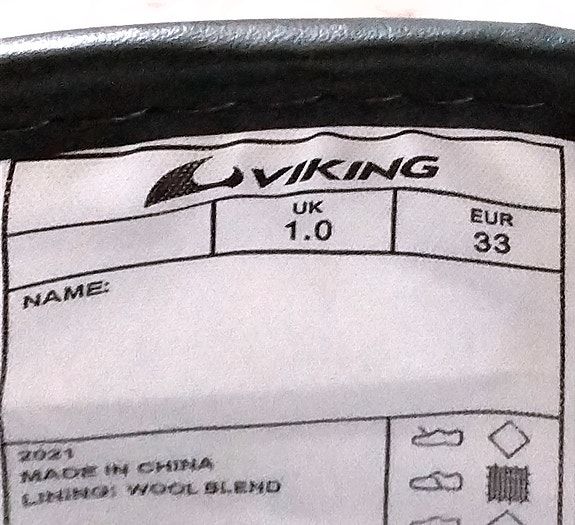 VIKING
UK
1.0
EUR
33
NAME:
2021
MADE IN CHINA
LINING: WOOL BLEND